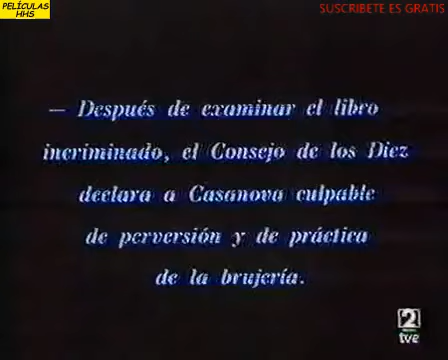 PELÍCULAS
HHS
SUSCRIBETE ES GRATIS
— Después de examinar el libro
incriminado, el Consejo de los Diez
declara a Casanova culpable
de perversión y de práctica
de la brujería.
2
tve